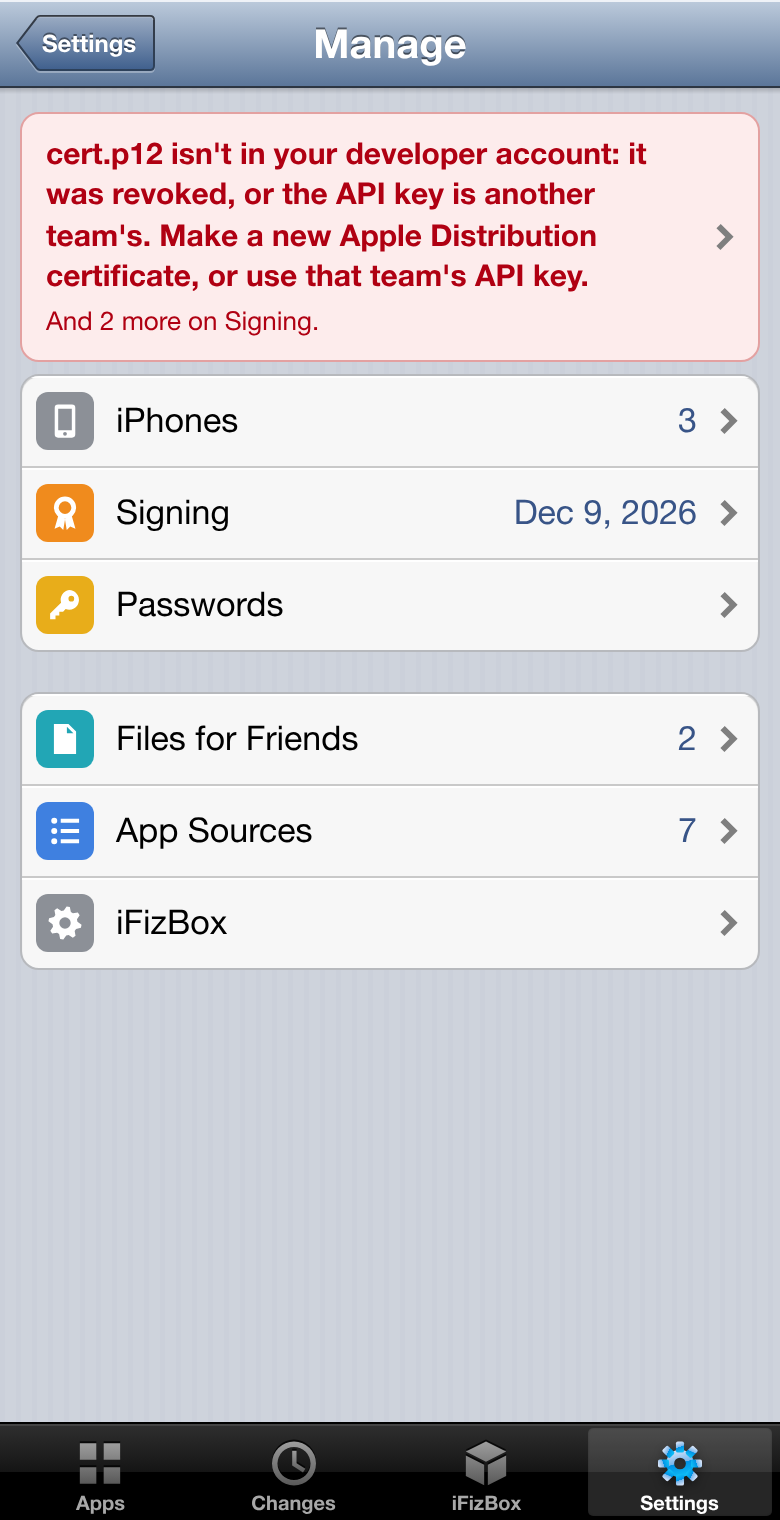 Settings
Manage
cert.p12 isn't in your developer account: it
was revoked, or the API key is another
team's. Make a new Apple Distribution
certificate, or use that team's API key.
And 2 more on Signing.
iPhones 3
Signing Dec 9, 2026
Passwords
Files for Friends 2
App Sources 7
iFizBox
Apps Changes iFizBox Settings